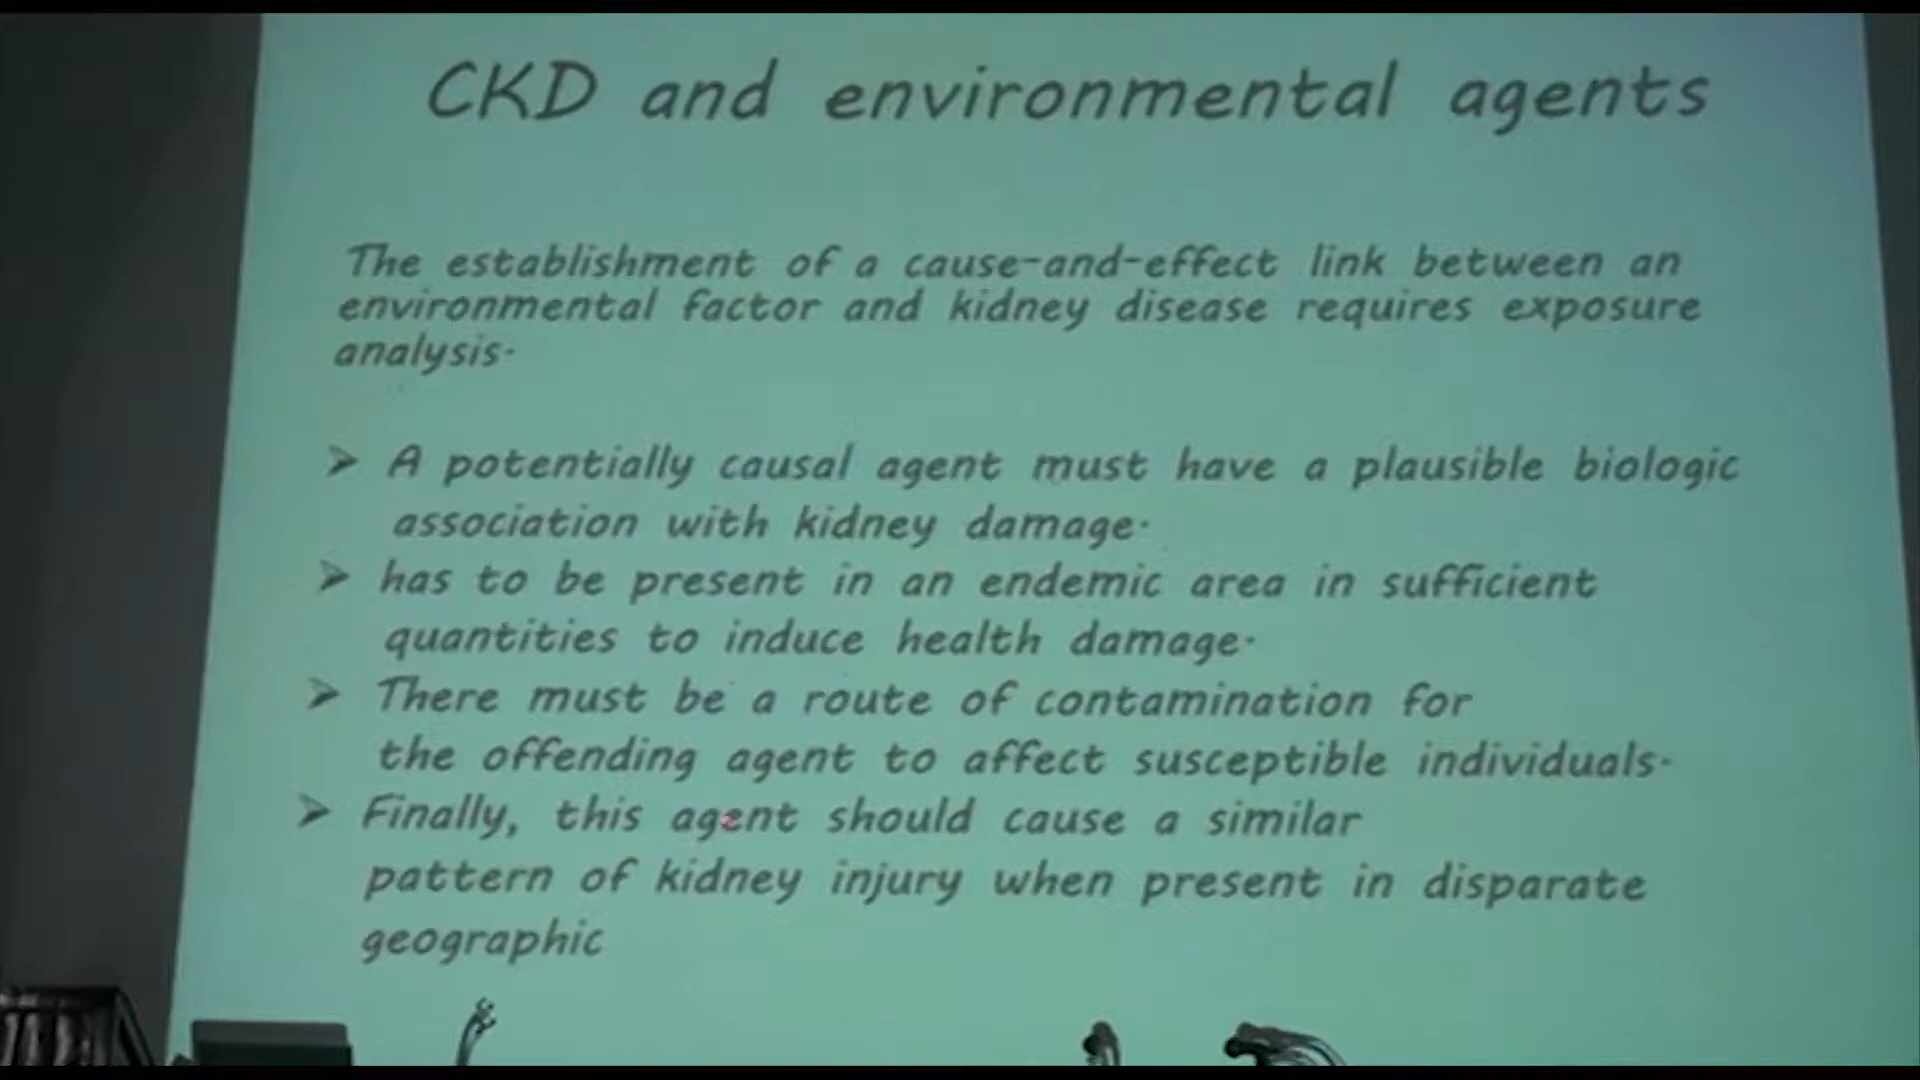 CKD and environmental agents
The establishment of a cause-and-effect link between an
environmental factor and kidney disease requires exposure
analysis.
➢ A potentially causal agent must have a plausible biologic
association with kidney damage.
➢ has to be present in an endemic area in sufficient
quantities to induce health damage.
➢ There must be a route of contamination for
the offending agent to affect susceptible individuals.
➢ Finally, this agent should cause a similar
pattern of kidney injury when present in disparate
geographic